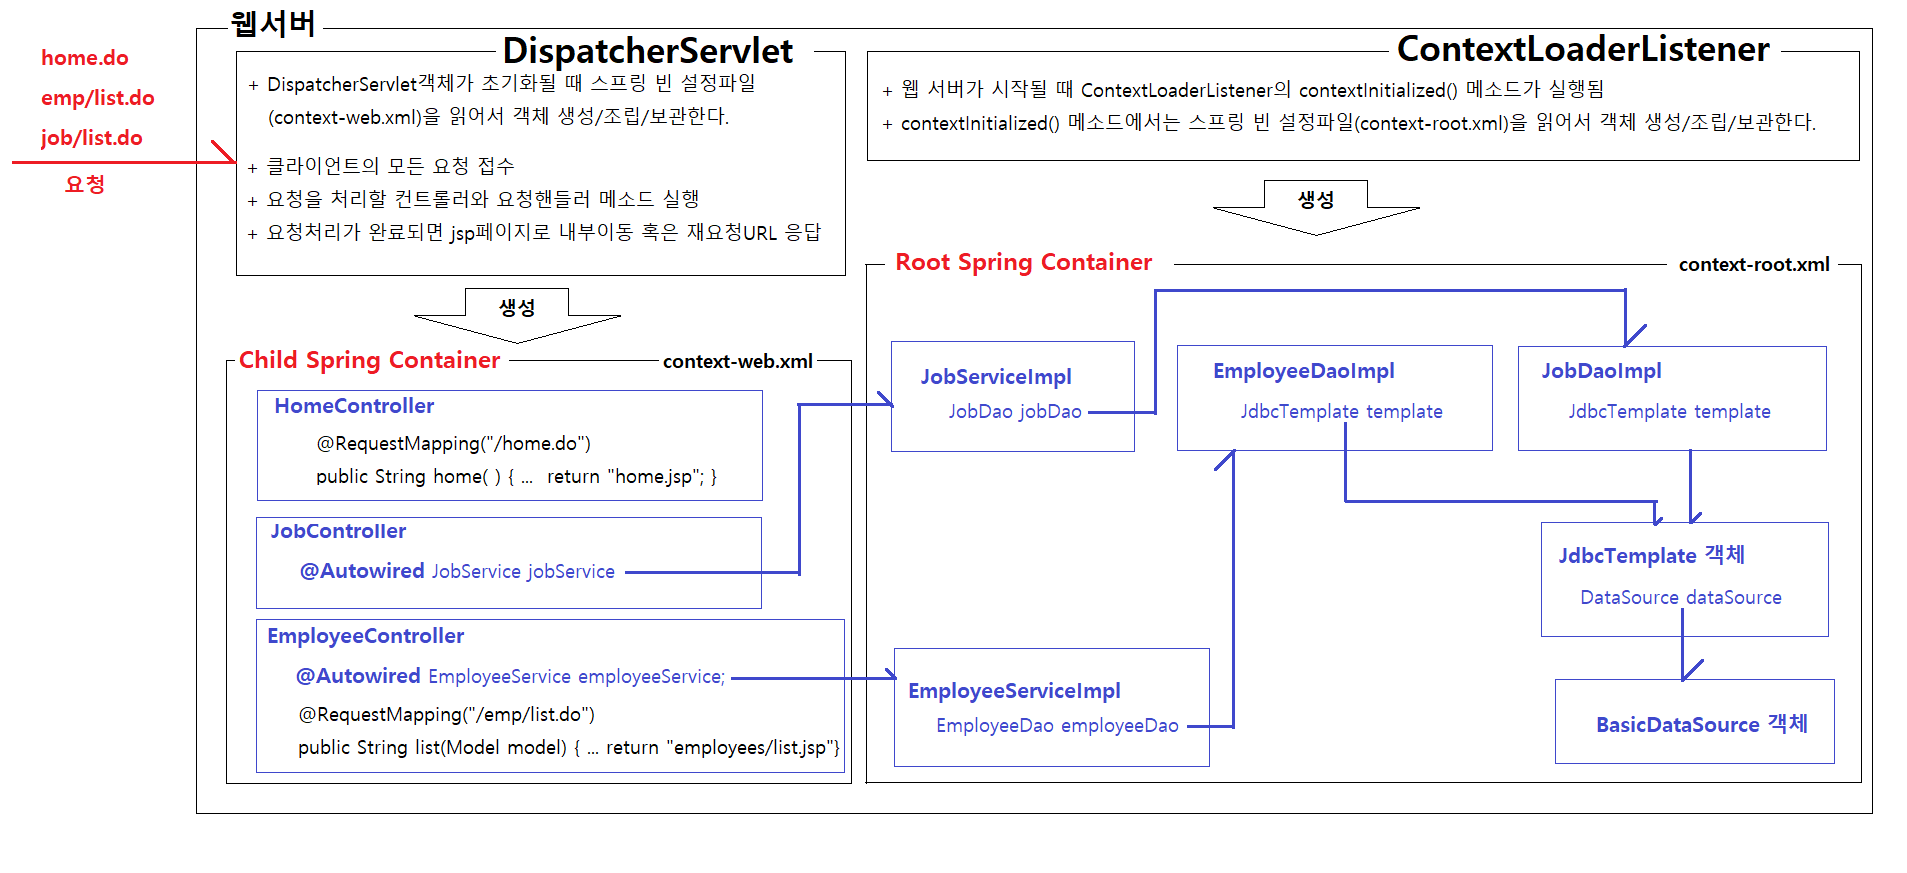 웹서버
home.do
emp/list.do
job/list.do
요청
DispatcherServlet
+ DispatcherServlet객체가 초기화될 때 스프링 빈 설정파일
(context-web.xml)을 읽어서 객체 생성/조립/보관한다.
+ 클라이언트의 모든 요청 접수
+ 요청을 처리할 컨트롤러와 요청핸들러 메소드 실행
+ 요청처리가 완료되면 jsp페이지로 내부이동 혹은 재요청URL 응답
ContextLoaderListener
+ 웹 서버가 시작될 때 ContextLoaderListener의 contextInitialized() 메소드가 실행됨
+ contextInitialized() 메소드에서는 스프링 빈 설정파일(context-root.xml)을 읽어서 객체 생성/조립/보관한다.
생성
생성
Child Spring Container
context-web.xml
HomeController
@RequestMapping("/home.do")
public String home( ) { ... return "home.jsp"; }
JobController
@Autowired JobService jobService
EmployeeController
@Autowired EmployeeService employeeService;
@RequestMapping("/emp/list.do")
public String list(Model model) { ... return "employees/list.jsp"}
Root Spring Container
context-root.xml
JobServiceImpl
JobDao jobDao
EmployeeDaoImpl
JdbcTemplate template
JobDaoImpl
JdbcTemplate template
JdbcTemplate 객체
DataSource dataSource
EmployeeServiceImpl
EmployeeDao employeeDao
BasicDataSource 객체